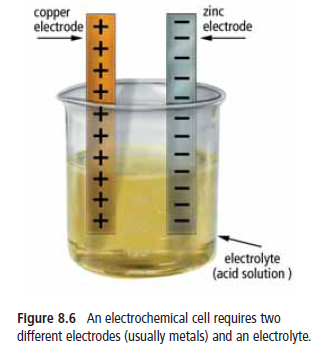 copper
electrode
zinc
electrode
electrolyte
(acid solution )
Figure 8.6 An electrochemical cell requires two
different electrodes (usually metals) and an electrolyte.